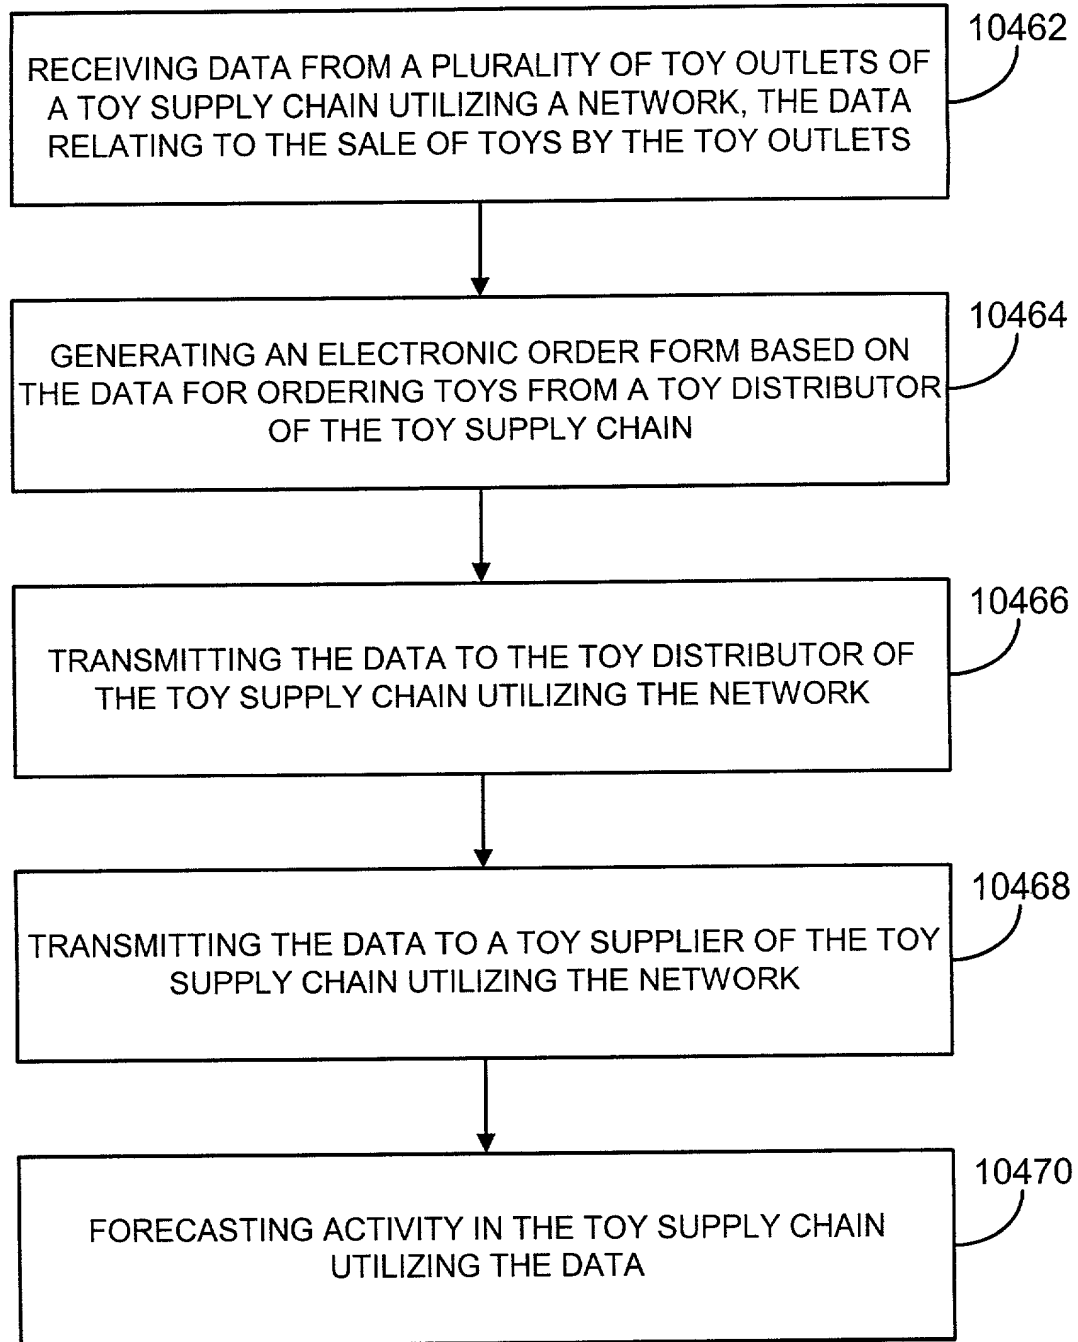 10462
RECEIVING DATA FROM A PLURALITY OF TOY OUTLETS OF
A TOY SUPPLY CHAIN UTILIZING A NETWORK, THE DATA
RELATING TO THE SALE OF TOYS BY THE TOY OUTLETS
10464
GENERATING AN ELECTRONIC ORDER FORM BASED ON
THE DATA FOR ORDERING TOYS FROM A TOY DISTRIBUTOR
OF THE TOY SUPPLY CHAIN
10466
TRANSMITTING THE DATA TO THE TOY DISTRIBUTOR OF
THE TOY SUPPLY CHAIN UTILIZING THE NETWORK
10468
TRANSMITTING THE DATA TO A TOY SUPPLIER OF THE TOY
SUPPLY CHAIN UTILIZING THE NETWORK
10470
FORECASTING ACTIVITY IN THE TOY SUPPLY CHAIN
UTILIZING THE DATA